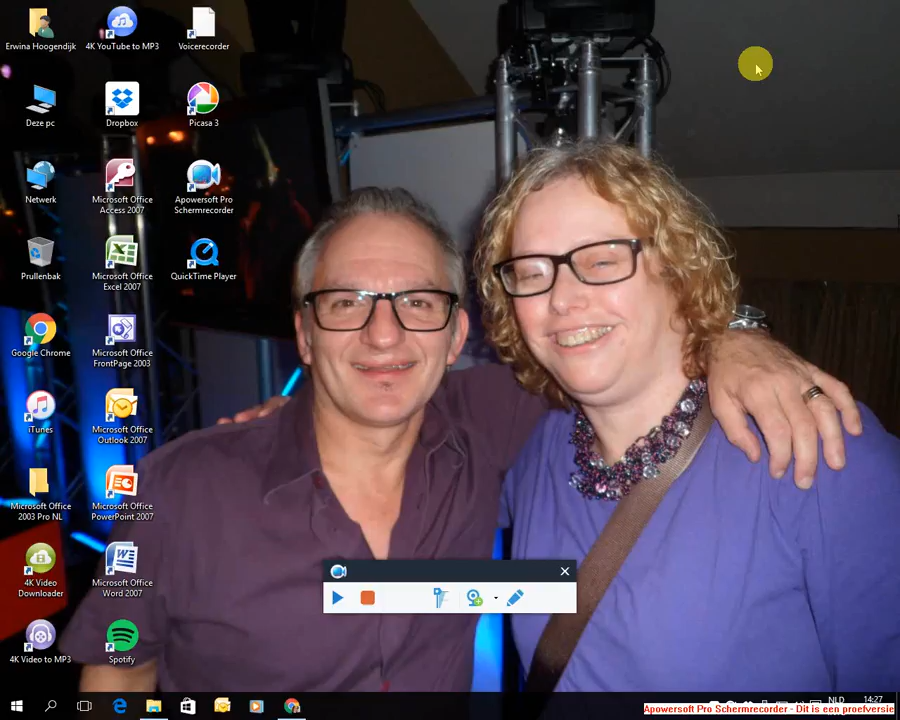 Erwina Hoogendijk
4K YouTube to MP3
Voicerecorder
Deze pc
Dropbox
Picasa 3
Netwerk
Microsoft Office
Access 2007
Apowersoft Pro
Schermrecorder
Prullenbak
Microsoft Office
Excel 2007
QuickTime Player
Google Chrome
Microsoft Office
FrontPage 2003
iTunes
Microsoft Office
Outlook 2007
Microsoft Office
2003 Pro NL
Microsoft Office
PowerPoint 2007
4K Video
Downloader
Microsoft Office
Word 2007
4K Video to MP3
Spotify
NLD
14:27
Apowersoft Pro Schermrecorder - Dit is een proefversie